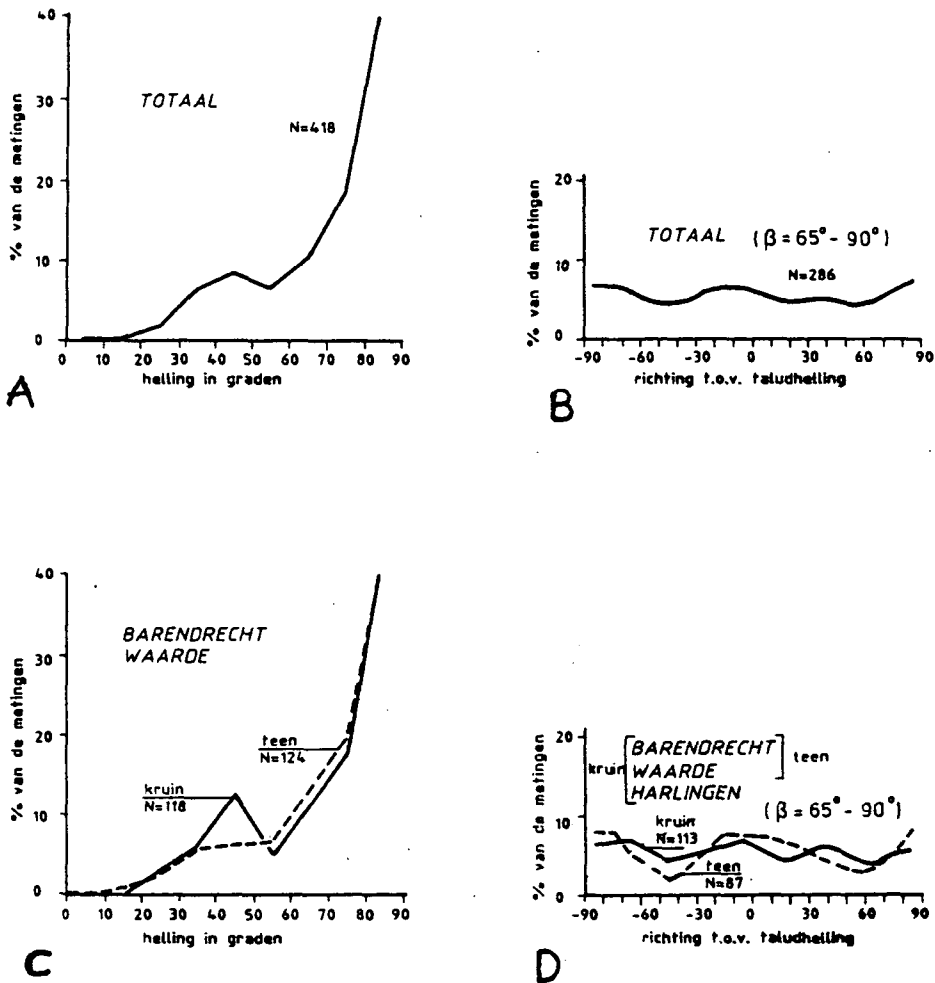 40
30
20
10
0
% van de metingen
TOTAAL
N=418
0 10 20 30 40 50 60 70 80 90
helling in graden
A
20
10
0
% van de metingen
TOTAAL (β = 65° - 90°)
N=286
-90 -60 -30 0 30 60 90
richting t.o.v. taludhelling
B
40
30
20
10
0
% van de metingen
BARENDRECHT
WAARDE
teen
N=124
kruin
N=118
0 10 20 30 40 50 60 70 80 90
helling in graden
C
20
10
0
% van de metingen
kruin [BARENDRECHT
WAARDE
HARLINGEN] teen
(β = 65° - 90°)
kruin
N=113
teen
N=87
-90 -60 -30 0 30 60 90
richting t.o.v. taludhelling
D